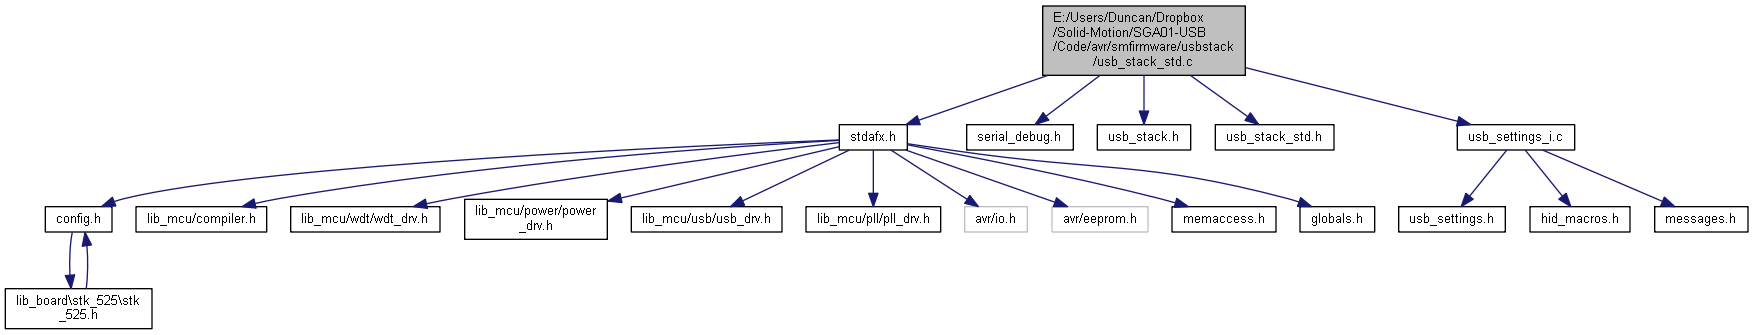 E:/Users/Duncan/Dropbox
/Solid-Motion/SGA01-USB
/Code/avr/smfirmware/usbstack
/usb_stack_std.c
stdafx.h
serial_debug.h
usb_stack.h
usb_stack_std.h
usb_settings_i.c
config.h
lib_mcu/compiler.h
lib_mcu/wdt/wdt_drv.h
lib_mcu/power/power
_drv.h
lib_mcu/usb/usb_drv.h
lib_mcu/pll/pll_drv.h
avr/io.h
avr/eeprom.h
memaccess.h
globals.h
usb_settings.h
hid_macros.h
messages.h
lib_board\stk_525\stk
_525.h